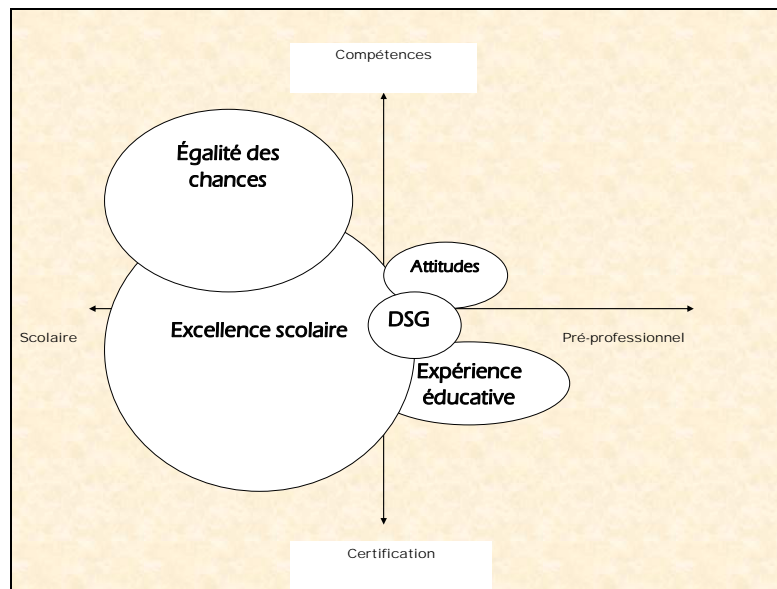 Compétences
Égalité des
chances
Attitudes
DSG
Excellence scolaire
Scolaire
Pré-professionnel
Expérience
éducative
Certification